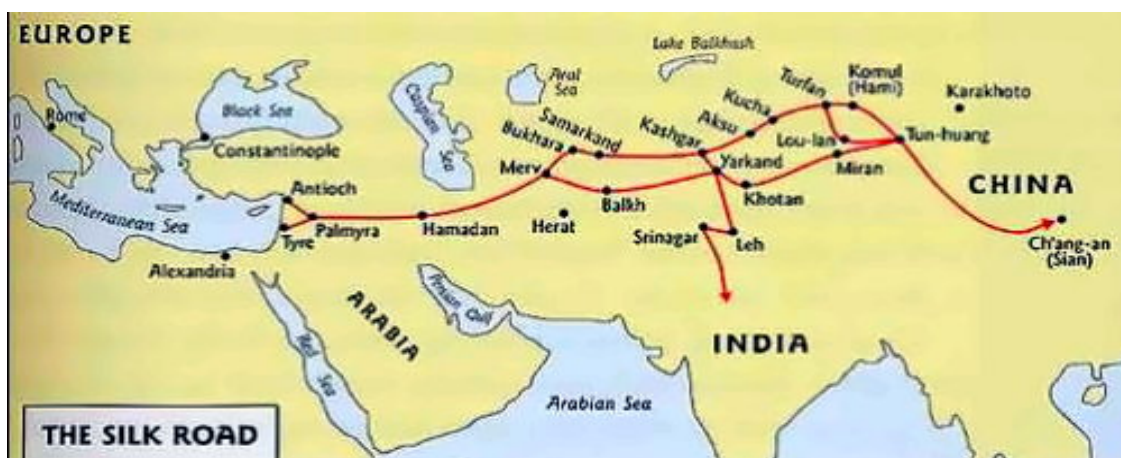 EUROPE
Lake Balkhash
Komul
(Hami)
Turfan
Karakhoto
Aral
Sea
Caspian
Sea
Black Sea
Rome
Kucha
Aksu
Samarkand
Bukhara
Kashgar
Lou-lan
Tun-huang
Constantinople
Merv
Yarkand
Miran
CHINA
Antioch
Mediterranean Sea
Balkh
Khotan
Tyre
Palmyra
Hamadan
Herat
Srinagar
Leh
Ch'ang-an
(Sian)
Alexandria
ARABIA
Persian Gulf
Red
Sea
INDIA
Arabian Sea
THE SILK ROAD